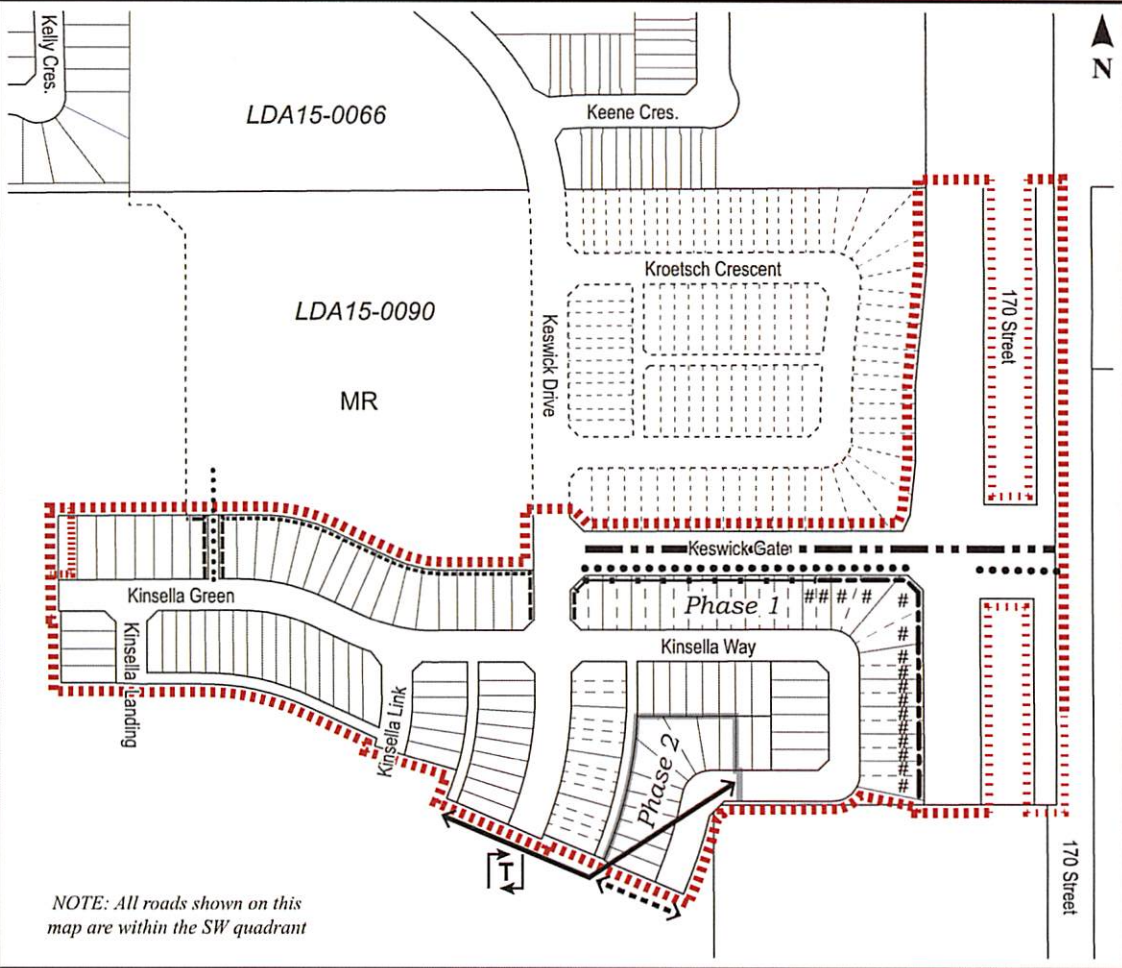 Kelly Cres.
LDA15-0066
Keene Cres.
N
Kroetsch Crescent
170 Street
LDA15-0090
Keswick Drive
MR
Keswick Gate
Kinsella Green
Phase 1
#### #
#
#
#
#
#
#
#
#
#
#
#
Kinsella Way
Kinsella Landing
Kinsella Link
Phase 2
T
170 Street
NOTE: All roads shown on this
map are within the SW quadrant